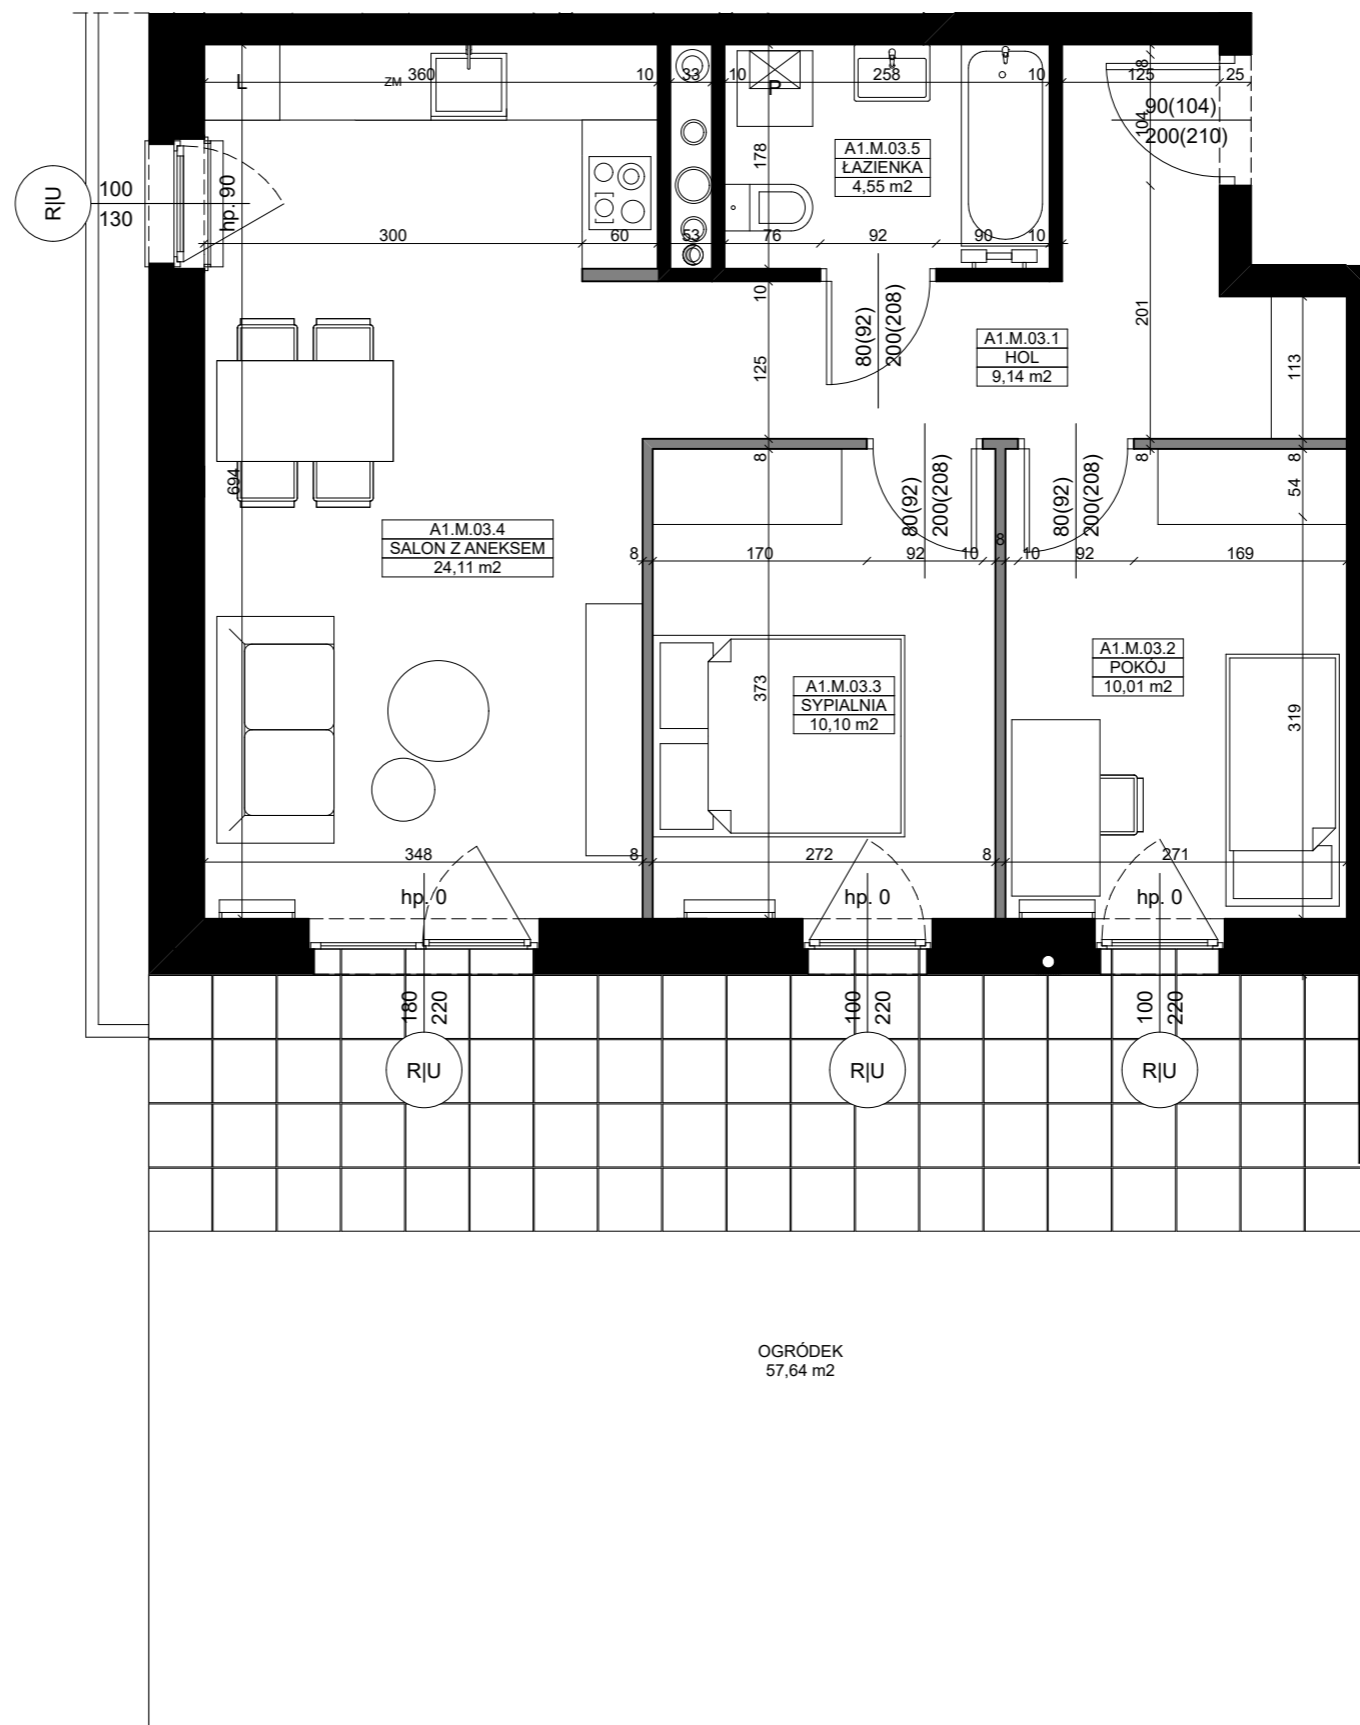 360
10
33
10
258
10
125
25
8
L
ZM
P
90(104)
200(210)
104
178
A1.M.03.5
ŁAZIENKA
4,55 m2
R|U
100
130
hp. 90
300
60
53
76
92
90
10
10
80(92)
200(208)
201
125
A1.M.03.1
HOL
9,14 m2
113
8
8
8
54
694
80(92)
200(208)
80(92)
200(208)
A1.M.03.4
SALON Z ANEKSEM
24,11 m2
8
170
92
10
8
10
92
169
A1.M.03.2
POKÓJ
10,01 m2
A1.M.03.3
SYPIALNIA
10,10 m2
373
319
348
8
272
8
271
hp. 0
hp. 0
hp. 0
180
220
100
220
100
220
R|U
R|U
R|U
OGRÓDEK
57,64 m2